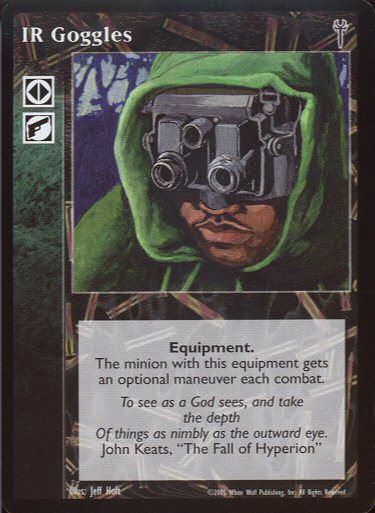 IR Goggles
Equipment.
The minion with this equipment gets
an optional maneuver each combat.
To see as a God sees, and take
the depth
Of things as nimbly as the outward eye.
John Keats, "The Fall of Hyperion"
Illus: Jeff Holt
©2005 White Wolf Publishing, Inc. All Rights Reserved.